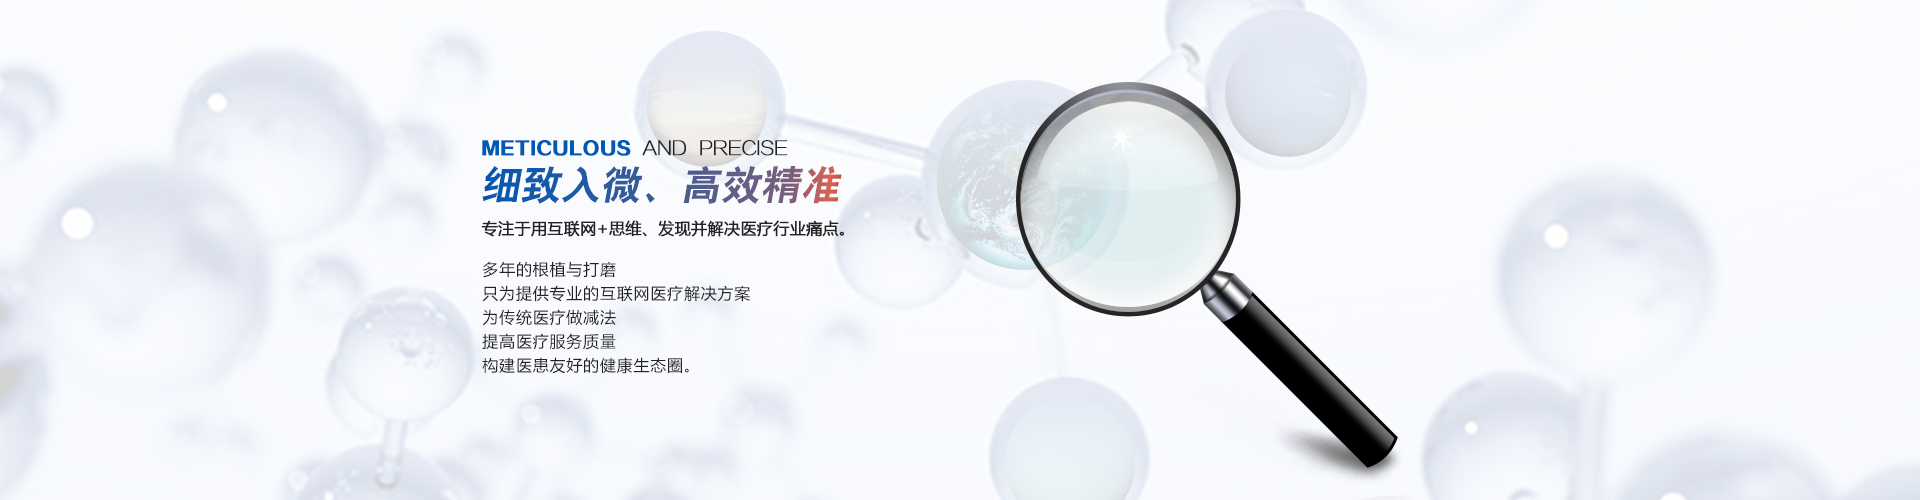 METICULOUS AND PRECISE
细致入微、高效精准
专注于用互联网+思维、发现并解决医疗行业痛点。
多年的根植与打磨
只为提供专业的互联网医疗解决方案
为传统医疗做减法
提高医疗服务质量
构建医患友好的健康生态圈。